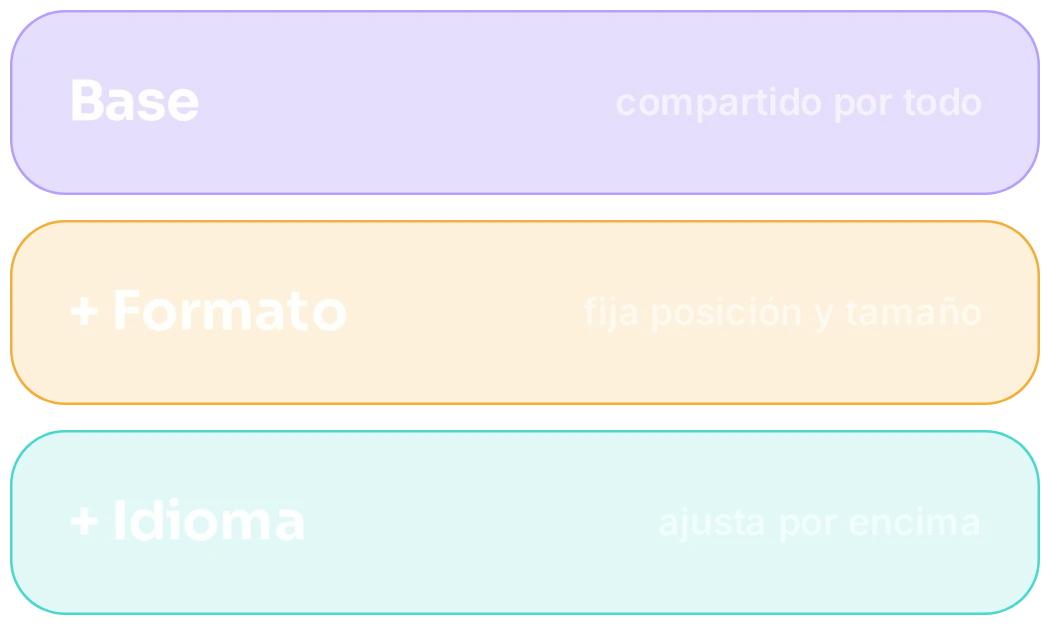 Base compartido por todo
+ Formato fija posición y tamaño
+ Idioma ajusta por encima